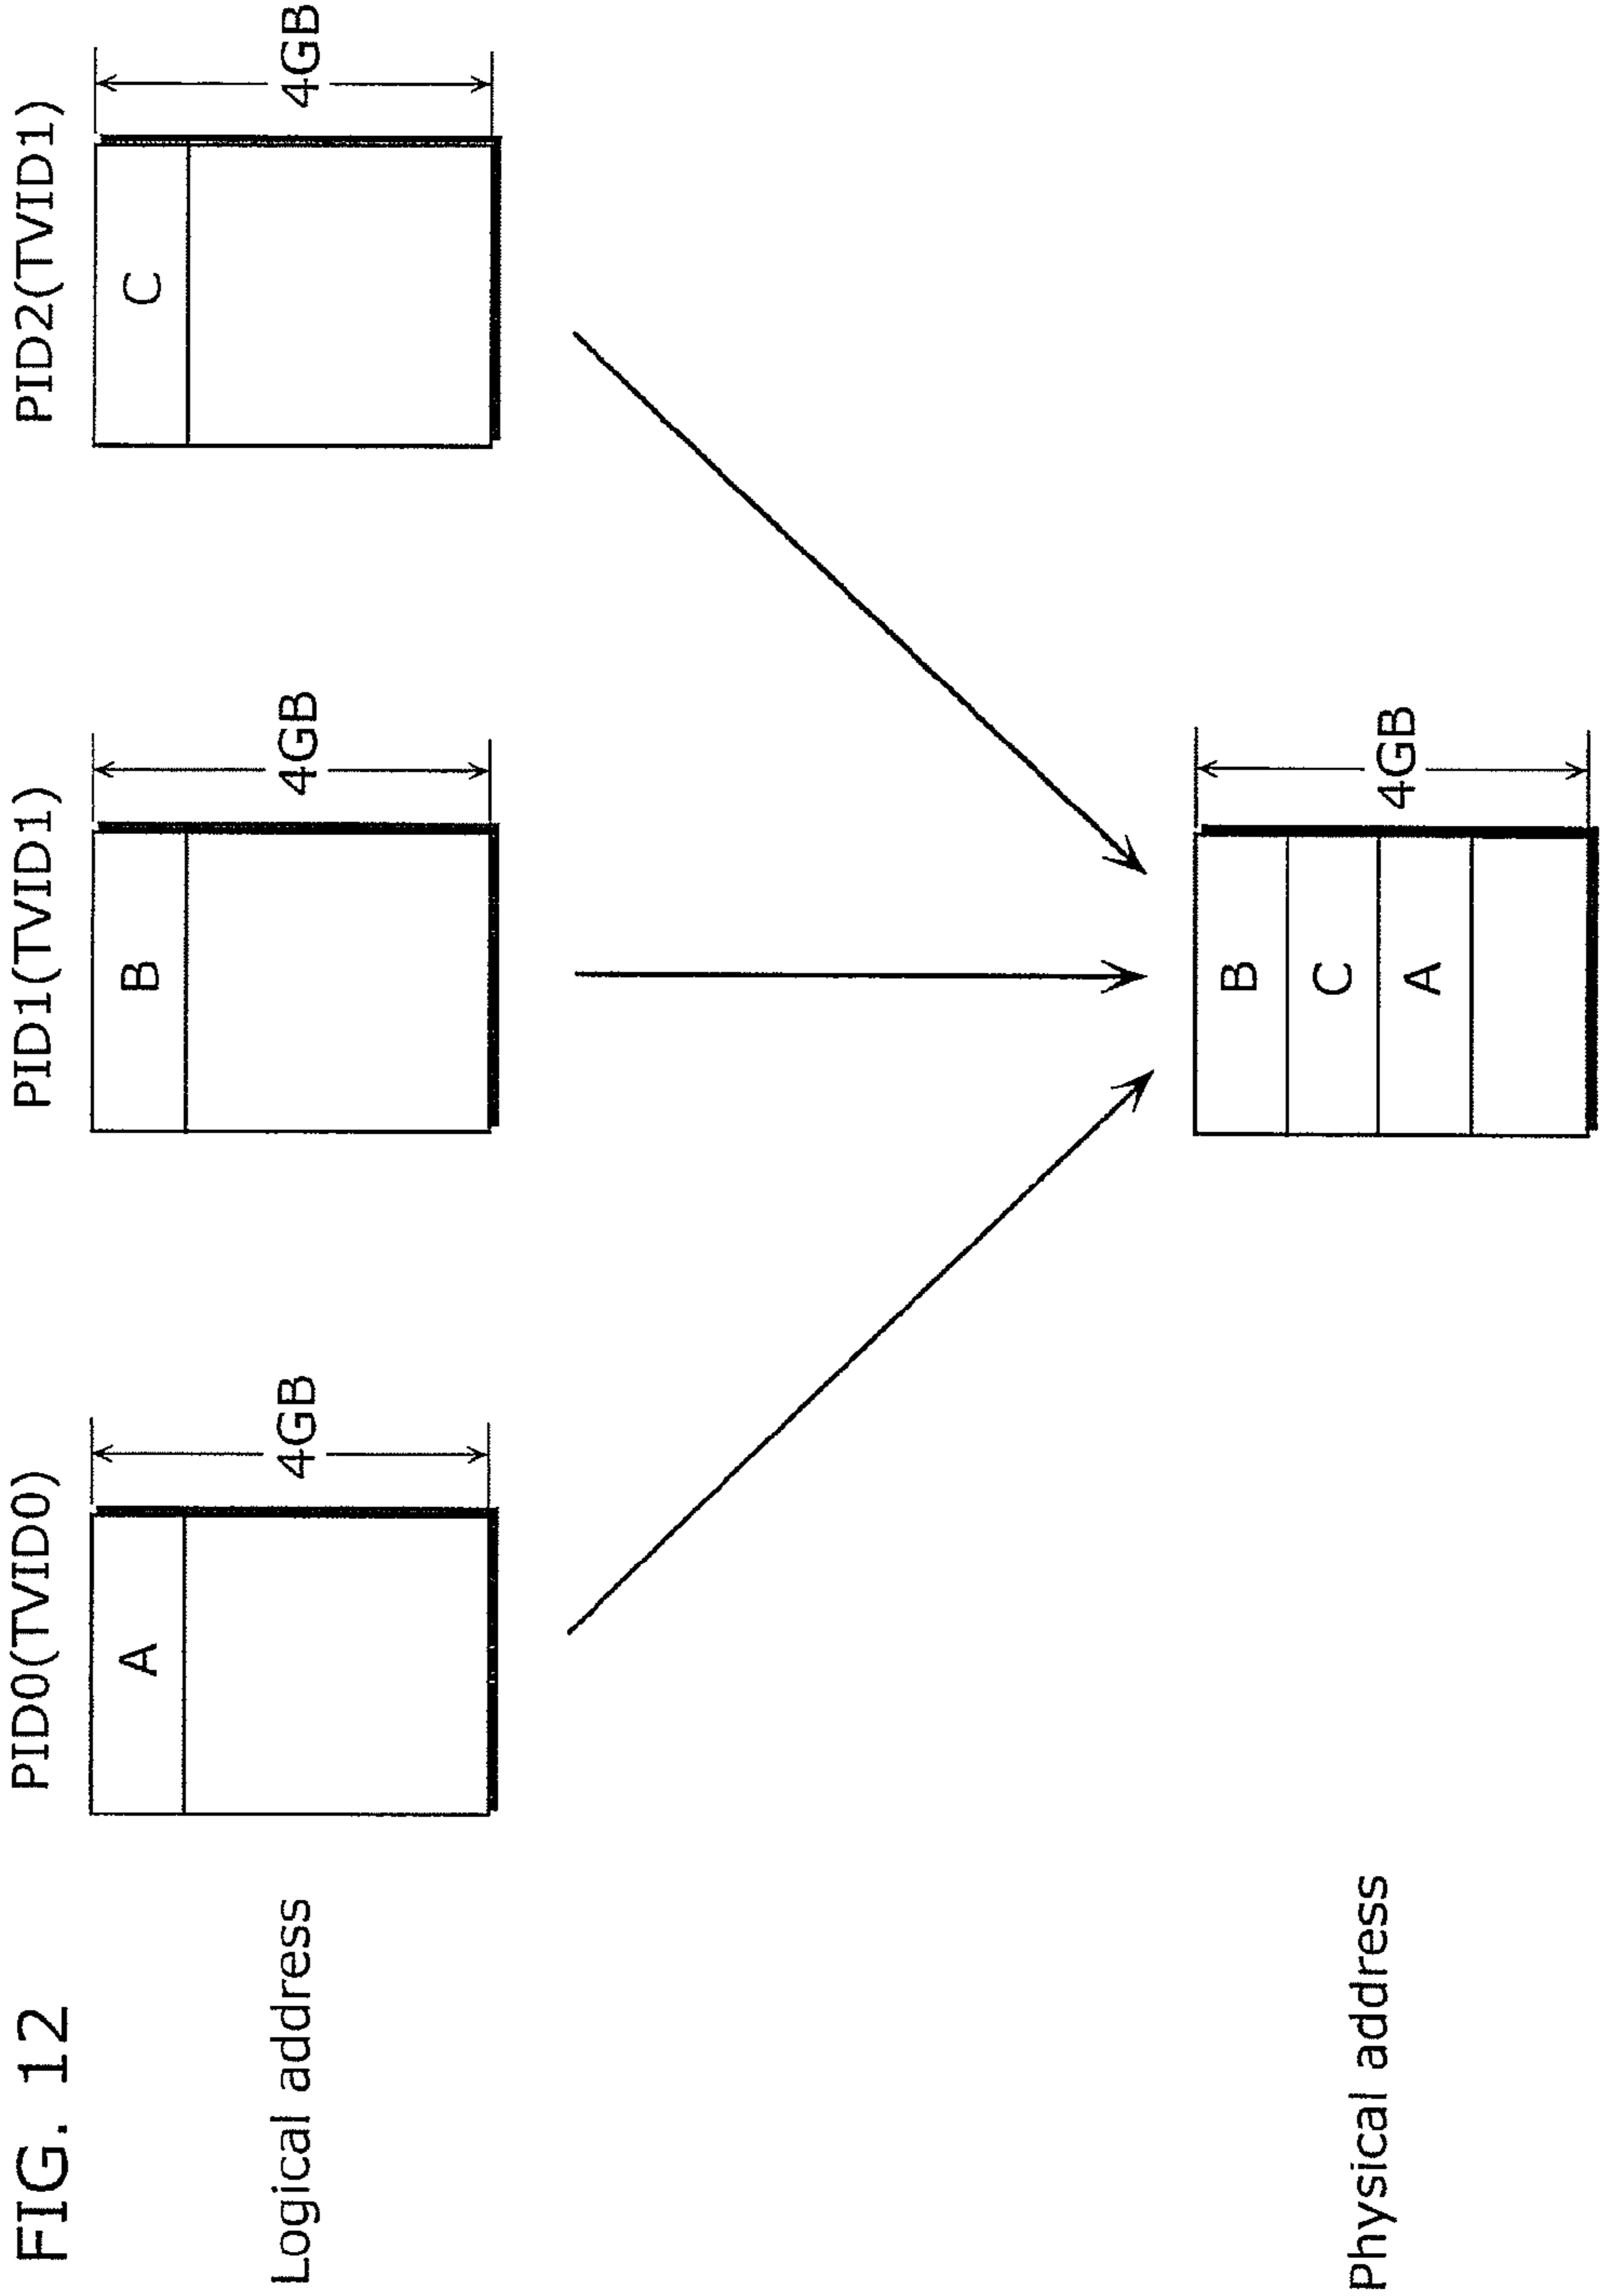 FIG. 12
PID0(TVID0)
PID1(TVID1)
PID2(TVID1)
Logical address
A
4GB
B
4GB
C
4GB
Physical address
B
C
A
4GB